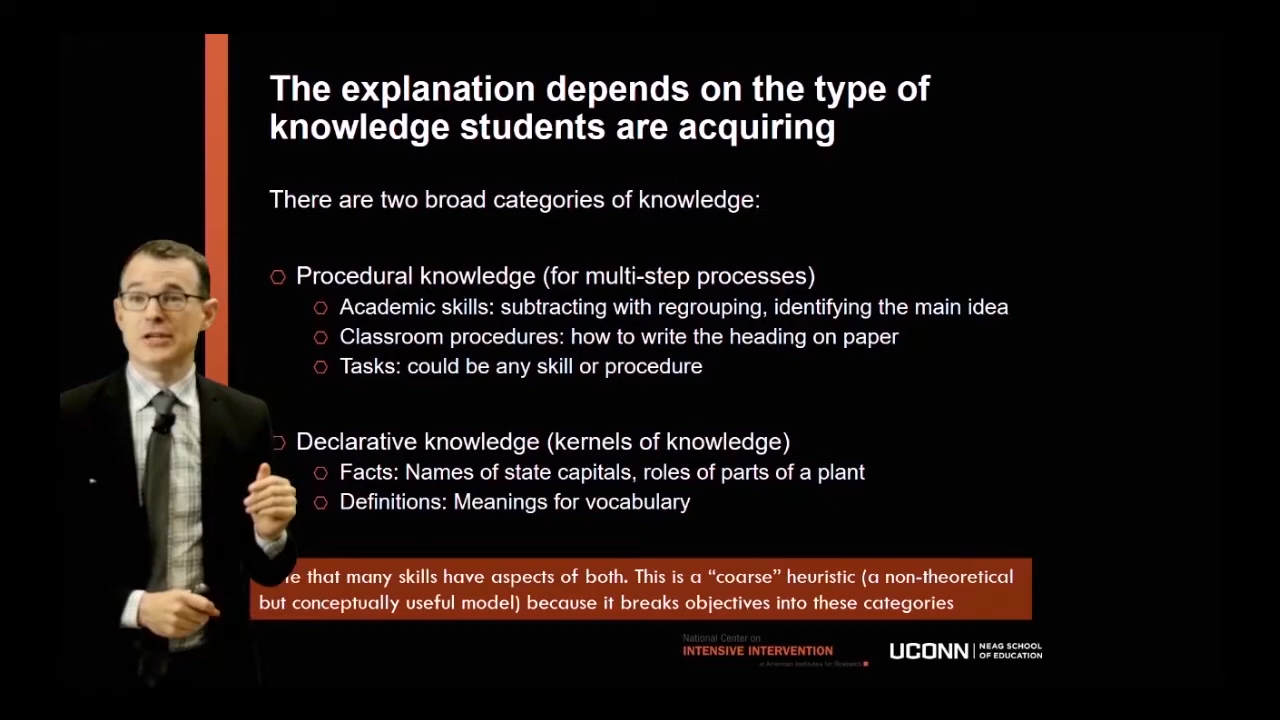 The explanation depends on the type of
knowledge students are acquiring
There are two broad categories of knowledge:
Procedural knowledge (for multi-step processes)
Academic skills: subtracting with regrouping, identifying the main idea
Classroom procedures: how to write the heading on paper
Tasks: could be any skill or procedure
Declarative knowledge (kernels of knowledge)
Facts: Names of state capitals, roles of parts of a plant
Definitions: Meanings for vocabulary
that many skills have aspects of both. This is a “coarse” heuristic (a non-theoretical
but conceptually useful model) because it breaks objectives into these categories
National Center on
INTENSIVE INTERVENTION
at American Institutes for Research
UCONN
NEAG SCHOOL
OF EDUCATION